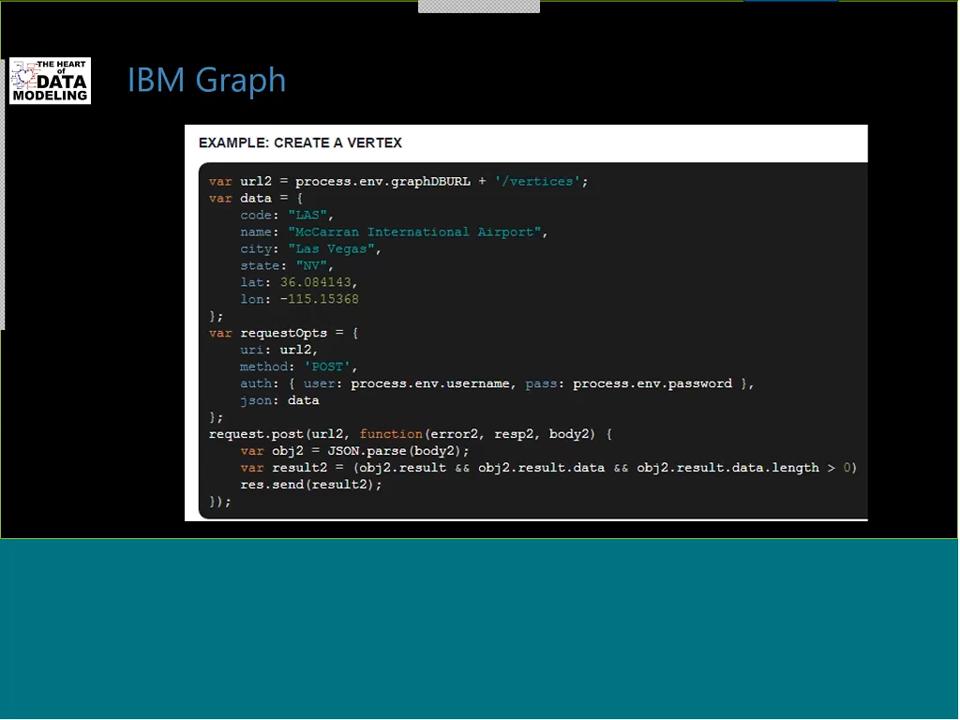 THE HEART
of
DATA
MODELING
IBM Graph
EXAMPLE: CREATE A VERTEX
var url2 = process.env.graphDBURL + '/vertices';
var data = {
code: "LAS",
name: "McCarran International Airport",
city: "Las Vegas",
state: "NV",
lat: 36.084143,
lon: -115.15368
};
var requestOpts = {
uri: url2,
method: 'POST',
auth: { user: process.env.username, pass: process.env.password },
json: data
};
request.post(url2, function(error2, resp2, body2) {
var obj2 = JSON.parse(body2);
var result2 = (obj2.result && obj2.result.data && obj2.result.data.length > 0)
res.send(result2);
});